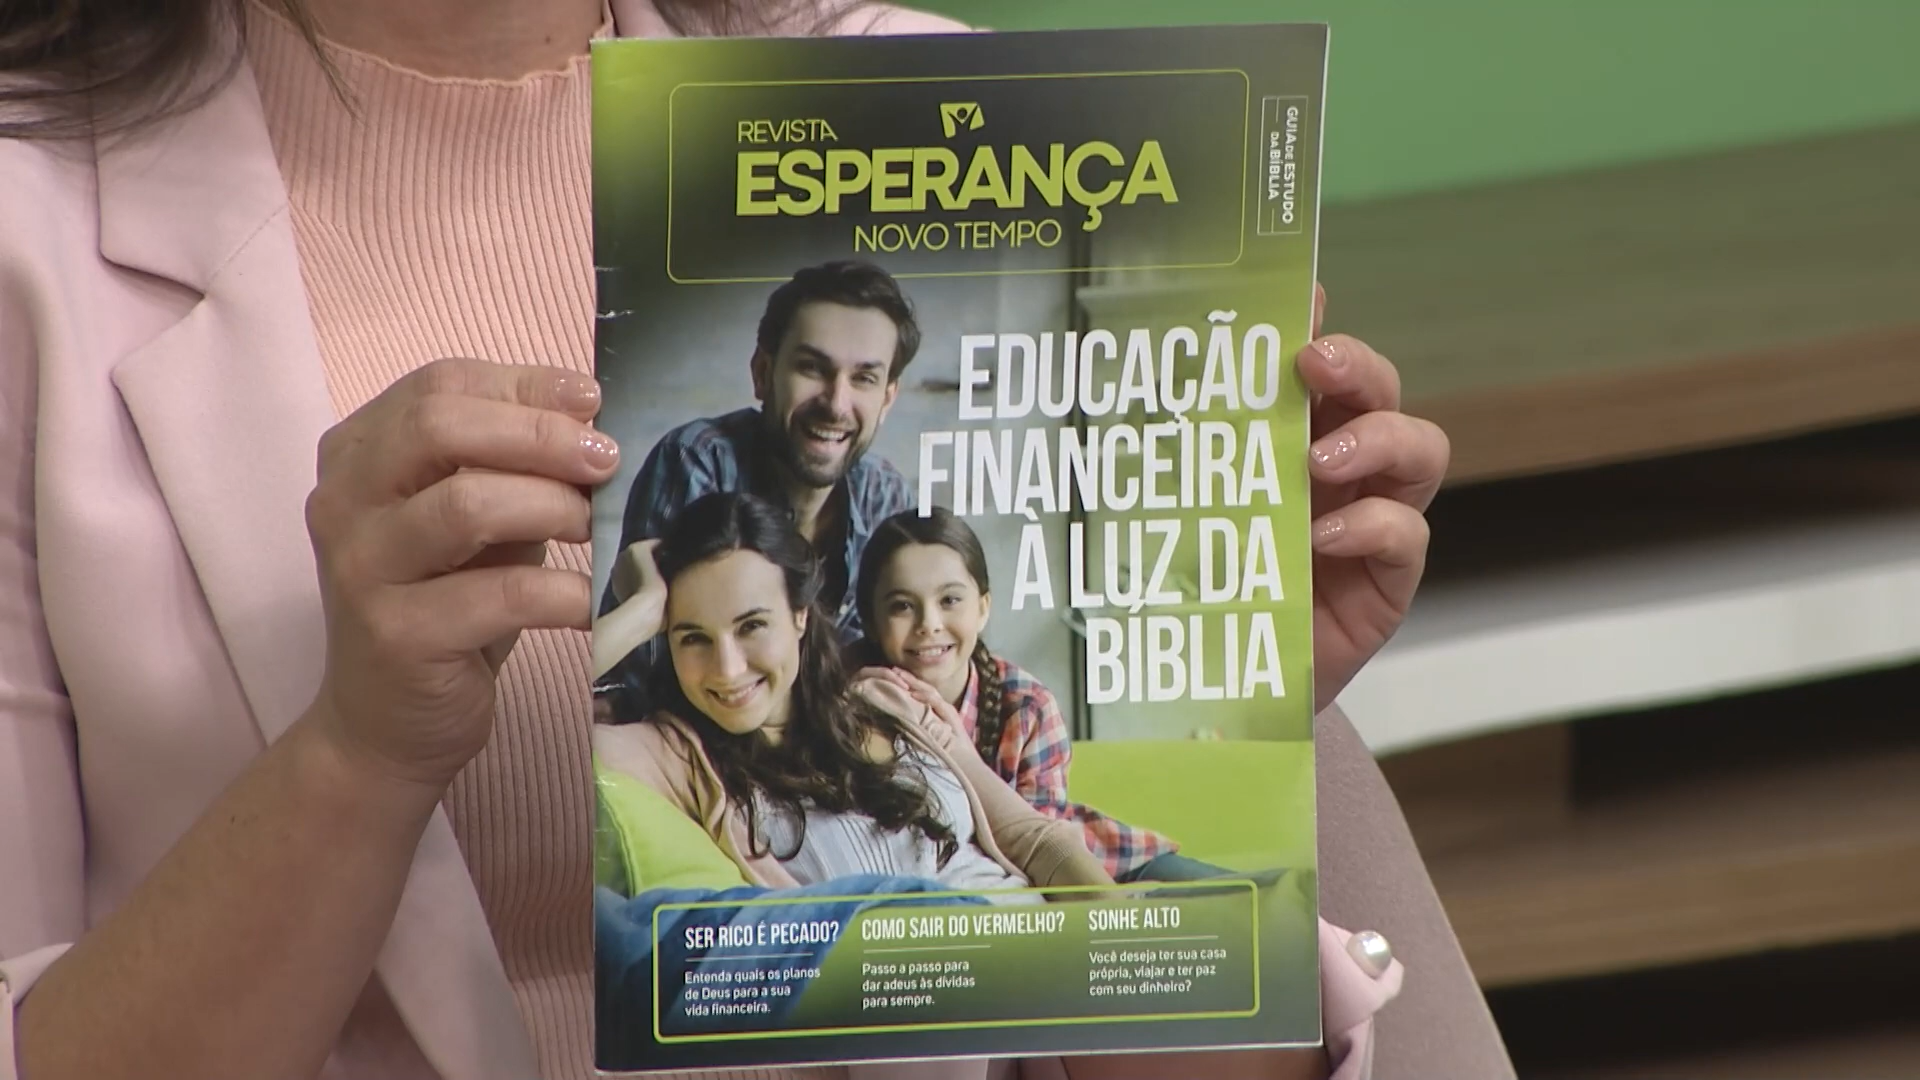 REVISTA
ESPERANÇA
NOVO TEMPO
GUIA DE ESTUDO
DA BÍBLIA
EDUCAÇÃO
FINANCEIRA
À LUZ DA
BÍBLIA
SER RICO É PECADO?
Entenda quais os planos
de Deus para a sua
vida financeira.
COMO SAIR DO VERMELHO?
Passo a passo para
dar adeus às dívidas
para sempre.
SONHE ALTO
Você deseja ter sua casa
própria, viajar e ter paz
com seu dinheiro?